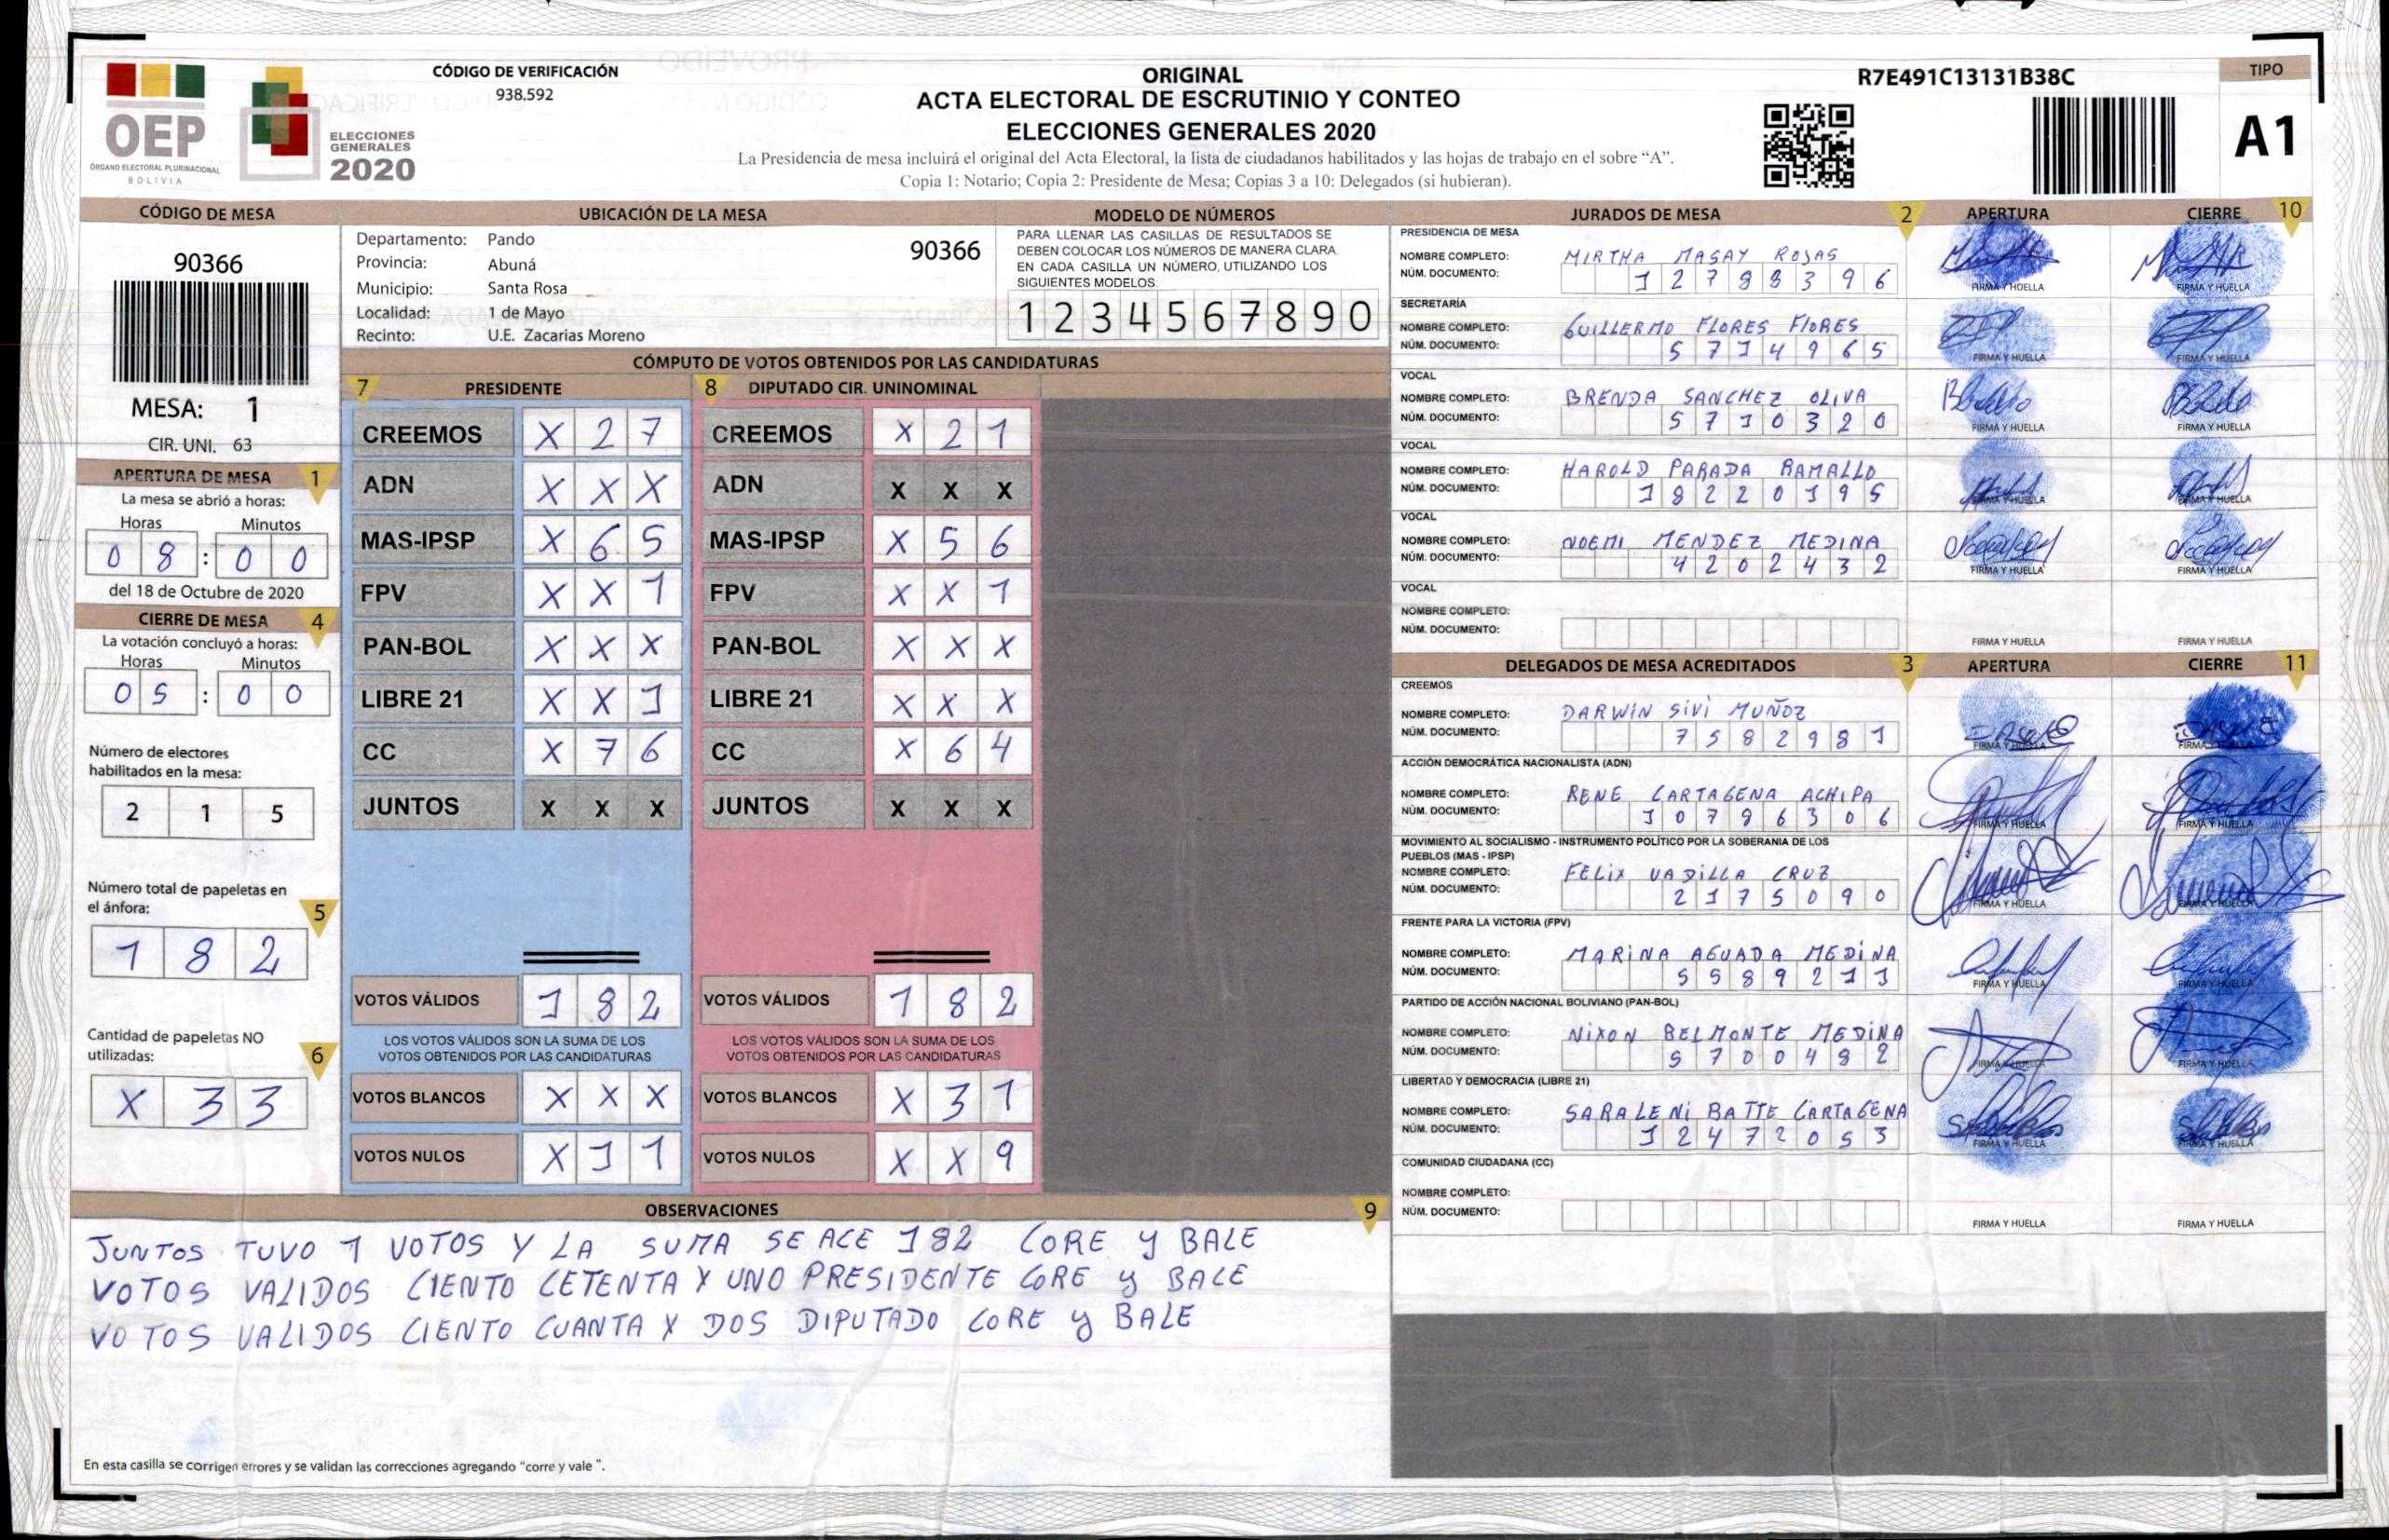 CÓDIGO DE VERIFICACIÓN
938.592
OEP
ÓRGANO ELECTORAL PLURINACIONAL
BOLIVIA
ELECCIONES
GENERALES
2020
ORIGINAL
ACTA ELECTORAL DE ESCRUTINIO Y CONTEO
ELECCIONES GENERALES 2020
La Presidencia de mesa incluirá el original del Acta Electoral, la lista de ciudadanos habilitados y las hojas de trabajo en el sobre “A”.
Copia 1: Notario; Copia 2: Presidente de Mesa; Copias 3 a 10: Delegados (si hubieran).
R7E491C13131B38C
TIPO
A1
CÓDIGO DE MESA
90366
MESA: 1
CIR. UNI. 63
APERTURA DE MESA 1
La mesa se abrió a horas:
Horas Minutos
0 8 : 0 0
del 18 de Octubre de 2020
CIERRE DE MESA 4
La votación concluyó a horas:
Horas Minutos
0 5 : 0 0
Número de electores
habilitados en la mesa:
2 1 5
Número total de papeletas en
el ánfora: 5
1 8 2
Cantidad de papeletas NO
utilizadas: 6
X 3 3
UBICACIÓN DE LA MESA
Departamento: Pando
90366
Provincia: Abuná
Municipio: Santa Rosa
Localidad: 1 de Mayo
Recinto: U.E. Zacarias Moreno
MODELO DE NÚMEROS
PARA LLENAR LAS CASILLAS DE RESULTADOS SE
DEBEN COLOCAR LOS NÚMEROS DE MANERA CLARA.
EN CADA CASILLA UN NÚMERO, UTILIZANDO LOS
SIGUIENTES MODELOS:
1 2 3 4 5 6 7 8 9 0
CÓMPUTO DE VOTOS OBTENIDOS POR LAS CANDIDATURAS
7 PRESIDENTE 8 DIPUTADO CIR. UNINOMINAL
CREEMOS X 2 7 CREEMOS X 2 1
ADN X X X ADN X X X
MAS-IPSP X 6 5 MAS-IPSP X 5 6
FPV X X 1 FPV X X 1
PAN-BOL X X X PAN-BOL X X X
LIBRE 21 X X 1 LIBRE 21 X X X
CC X 7 6 CC X 6 4
JUNTOS X X X JUNTOS X X X
VOTOS VÁLIDOS 1 8 2 VOTOS VÁLIDOS 1 8 2
LOS VOTOS VÁLIDOS SON LA SUMA DE LOS LOS VOTOS VÁLIDOS SON LA SUMA DE LOS
VOTOS OBTENIDOS POR LAS CANDIDATURAS VOTOS OBTENIDOS POR LAS CANDIDATURAS
VOTOS BLANCOS X X X VOTOS BLANCOS X 3 1
VOTOS NULOS X 1 1 VOTOS NULOS X X 9
OBSERVACIONES 9
JUNTOS TUVO 1 VOTOS Y LA SUMA SE ACE 182 CORE y BALE
VOTOS VALIDOS CIENTO CETENTA Y UNO PRESIDENTE CORE y BALE
VOTOS VALIDOS CIENTO CUANTA Y DOS DIPUTADO CORE y BALE
En esta casilla se corrigen errores y se validan las correcciones agregando “corre y vale”.
JURADOS DE MESA 2 APERTURA CIERRE 10
PRESIDENCIA DE MESA
NOMBRE COMPLETO: MIRTHA MASAY ROJAS
NÚM. DOCUMENTO: 1 2 7 9 8 3 9 6
FIRMA Y HUELLA FIRMA Y HUELLA
SECRETARÍA
NOMBRE COMPLETO: GUILLERMO FLORES FLORES
NÚM. DOCUMENTO: 5 7 1 4 9 6 5
FIRMA Y HUELLA FIRMA Y HUELLA
VOCAL
NOMBRE COMPLETO: BRENDA SANCHEZ OLIVA
NÚM. DOCUMENTO: 5 7 1 0 3 2 0
FIRMA Y HUELLA FIRMA Y HUELLA
VOCAL
NOMBRE COMPLETO: HAROLD PARADA RAMALLO
NÚM. DOCUMENTO: 1 8 2 2 0 1 9 5
FIRMA Y HUELLA FIRMA Y HUELLA
VOCAL
NOMBRE COMPLETO: NOEMI MENDEZ MEDINA
NÚM. DOCUMENTO: 4 2 0 2 4 3 2
FIRMA Y HUELLA FIRMA Y HUELLA
VOCAL
NOMBRE COMPLETO:
NÚM. DOCUMENTO:
FIRMA Y HUELLA FIRMA Y HUELLA
DELEGADOS DE MESA ACREDITADOS 3 APERTURA CIERRE 11
CREEMOS
NOMBRE COMPLETO: DARWIN SIVI MUÑOZ
NÚM. DOCUMENTO: 7 5 8 2 9 8 1
FIRMA Y HUELLA FIRMA Y HUELLA
ACCIÓN DEMOCRÁTICA NACIONALISTA (ADN)
NOMBRE COMPLETO: RENE CARTAGENA ACHIPA
NÚM. DOCUMENTO: 1 0 7 9 6 3 0 6
FIRMA Y HUELLA FIRMA Y HUELLA
MOVIMIENTO AL SOCIALISMO - INSTRUMENTO POLÍTICO POR LA SOBERANIA DE LOS
PUEBLOS (MAS - IPSP)
NOMBRE COMPLETO: FELIX VADILLA CRUZ
NÚM. DOCUMENTO: 2 1 7 5 0 9 0
FIRMA Y HUELLA FIRMA Y HUELLA
FRENTE PARA LA VICTORIA (FPV)
NOMBRE COMPLETO: MARINA AGUADA MEDINA
NÚM. DOCUMENTO: 5 5 8 9 2 1 1
FIRMA Y HUELLA FIRMA Y HUELLA
PARTIDO DE ACCIÓN NACIONAL BOLIVIANO (PAN-BOL)
NOMBRE COMPLETO: NIXON BELMONTE MEDINA
NÚM. DOCUMENTO: 5 7 0 0 4 8 2
FIRMA Y HUELLA FIRMA Y HUELLA
LIBERTAD Y DEMOCRACIA (LIBRE 21)
NOMBRE COMPLETO: SARALENI BATTE CARTAGENA
NÚM. DOCUMENTO: 1 2 4 7 2 0 5 3
FIRMA Y HUELLA FIRMA Y HUELLA
COMUNIDAD CIUDADANA (CC)
NOMBRE COMPLETO:
NÚM. DOCUMENTO:
FIRMA Y HUELLA FIRMA Y HUELLA